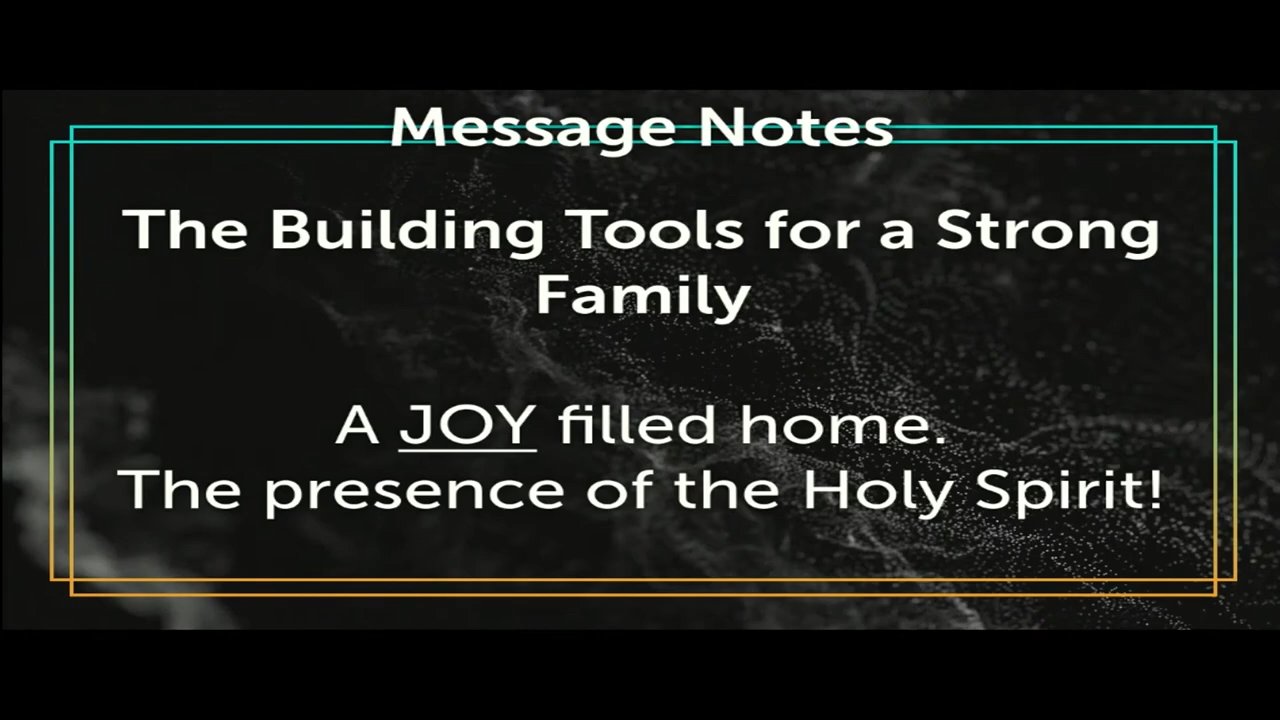 Message Notes
The Building Tools for a Strong
Family
A JOY filled home.
The presence of the Holy Spirit!